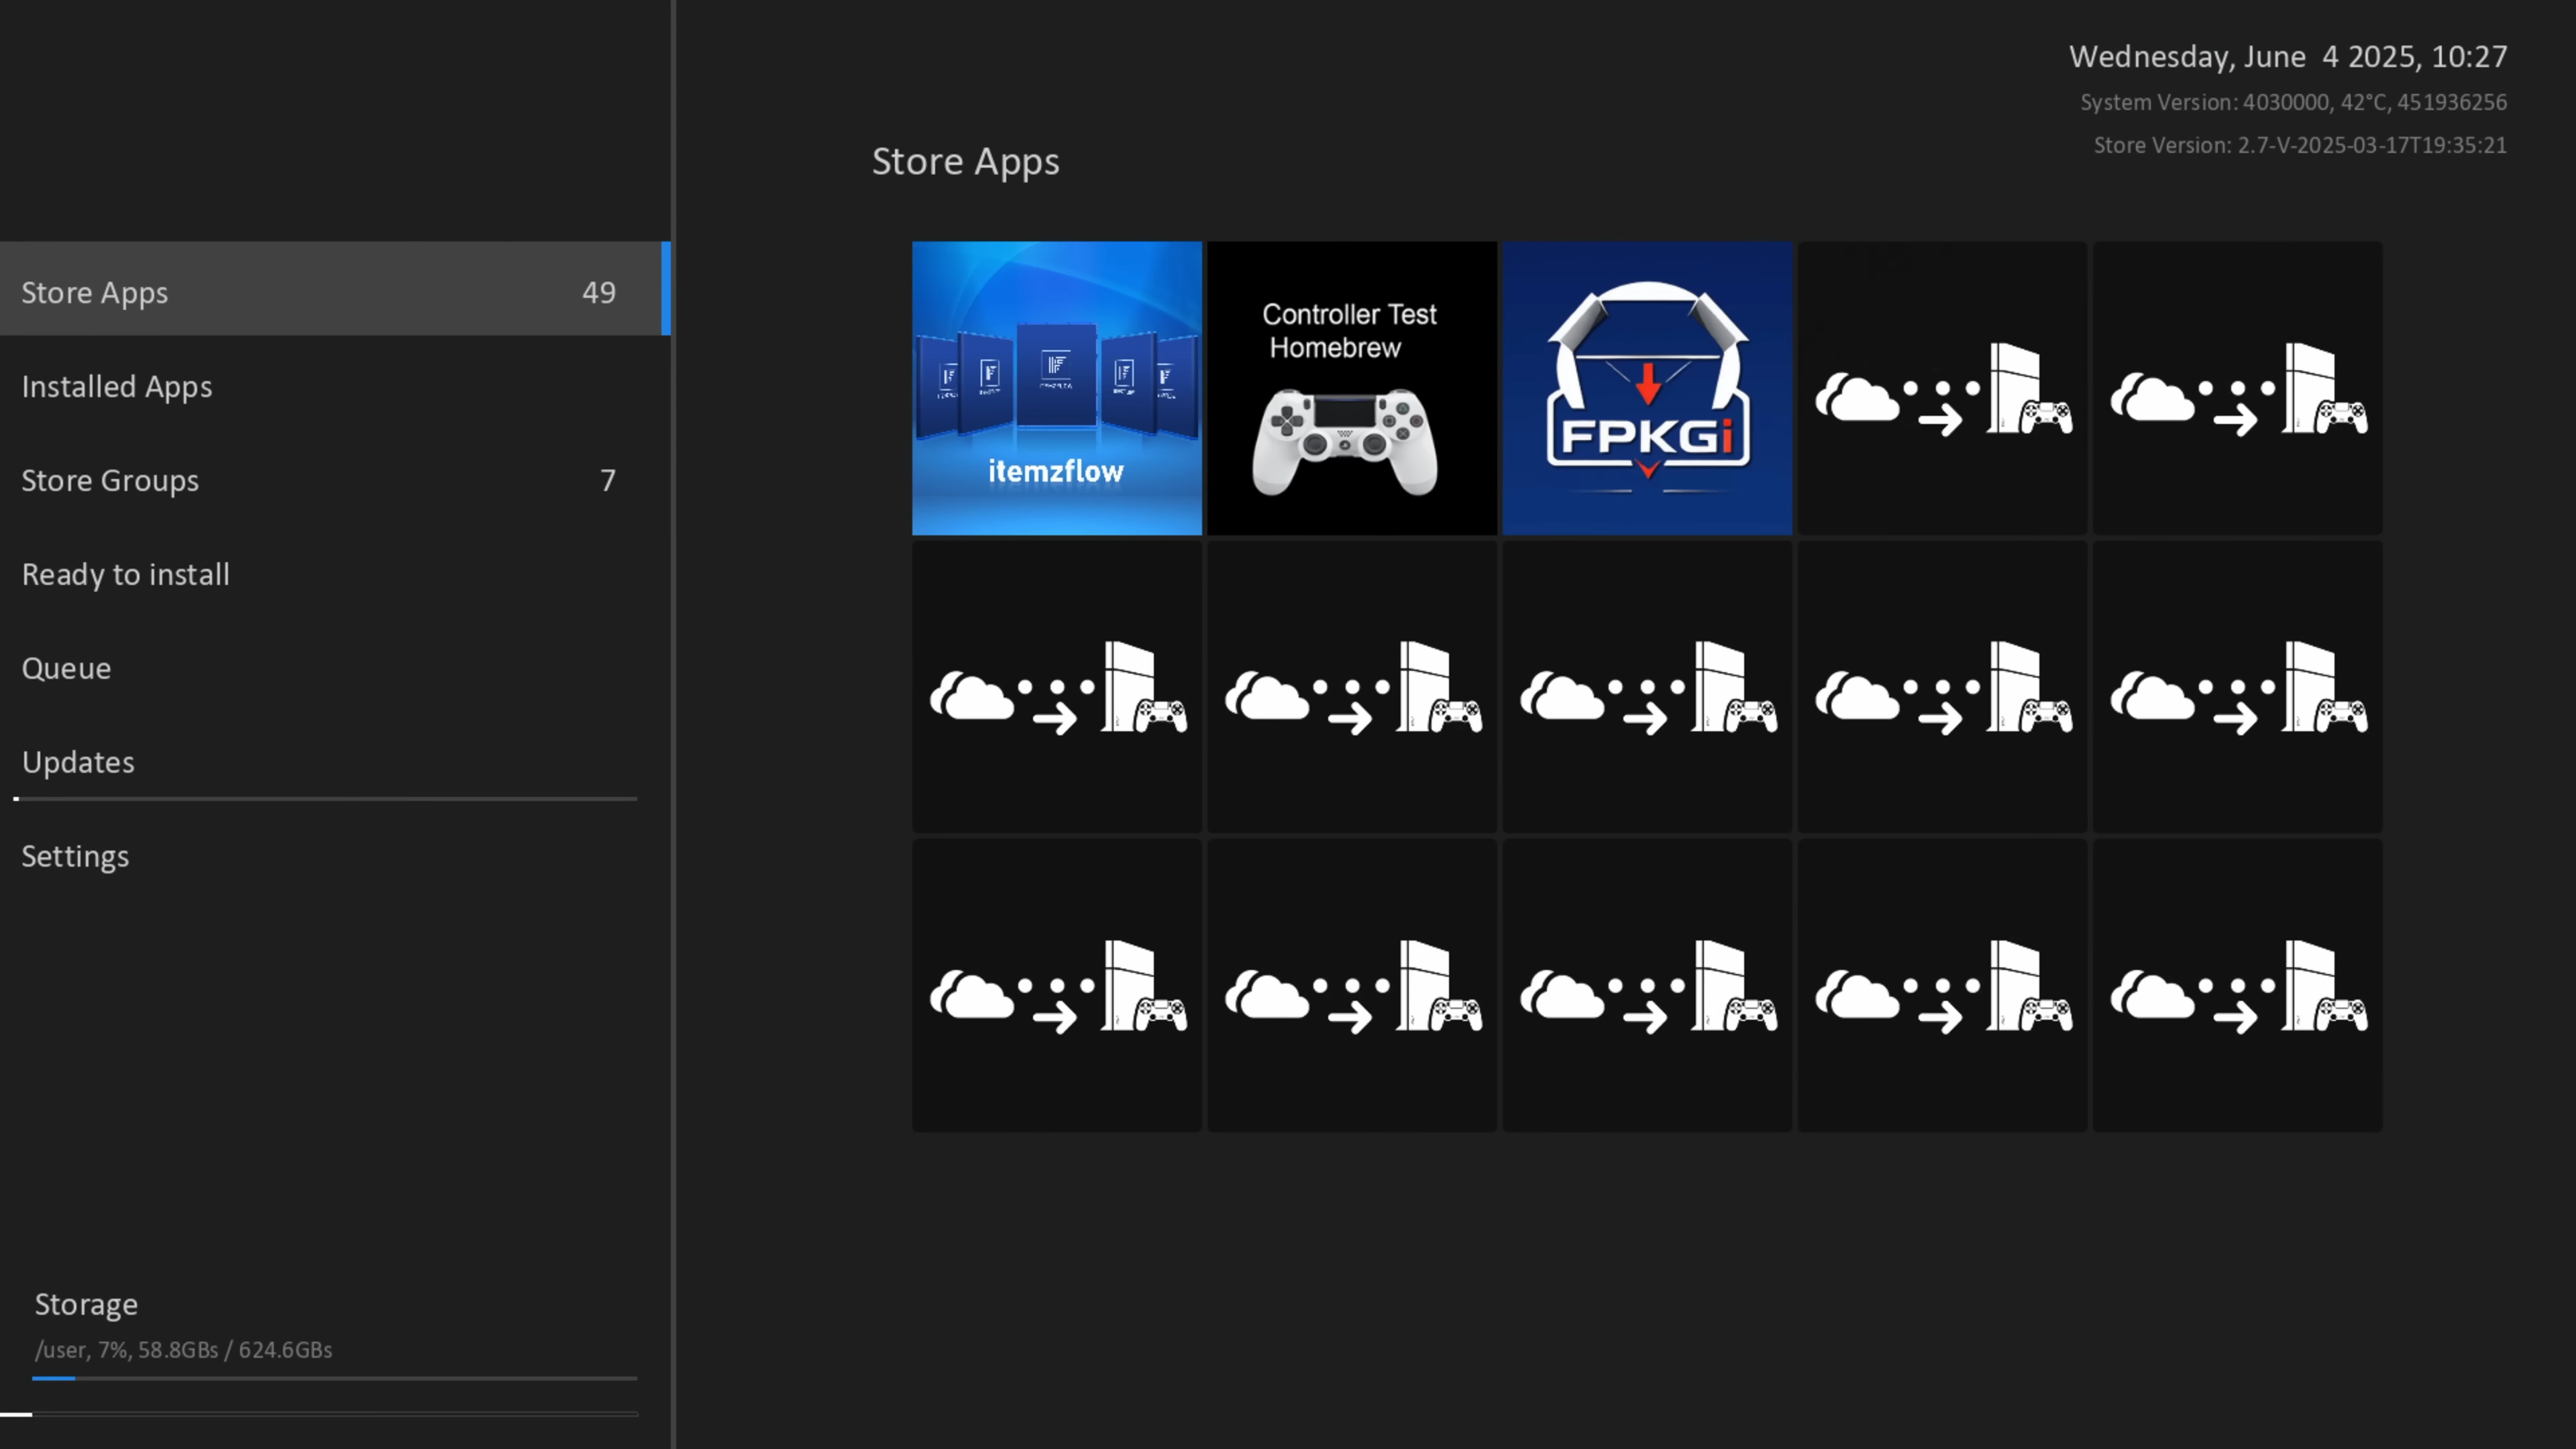 Wednesday, June  4 2025, 10:27
System Version: 4030000, 42°C, 451936256
Store Version: 2.7-V-2025-03-17T19:35:21
Store Apps
Store Apps 49
Installed Apps
Store Groups 7
Ready to install
Queue
Updates
Settings
itemzflow
Controller Test
Homebrew
FPKGi
Storage
/user, 7%, 58.8GBs / 624.6GBs